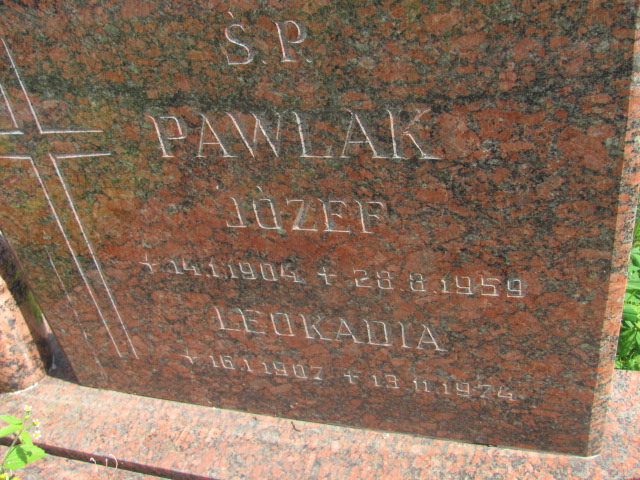 Ś.P.
PAWLAK
JÓZEF
+ 14.1.1904. + 28.8.1959
LEOKADIA
+ 16.1.1907 + 13.11.1974